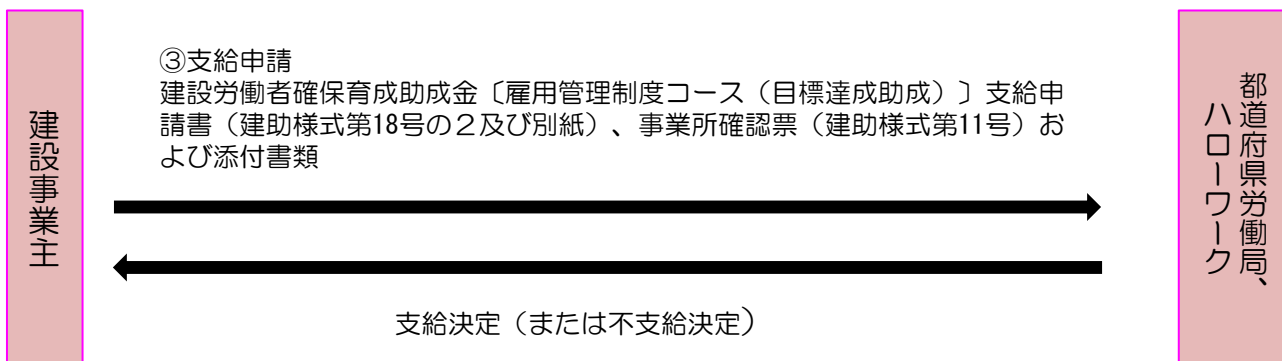 建設事業主
③支給申請
建設労働者確保育成助成金〔雇用管理制度コース（目標達成助成）〕支給申
請書（建助様式第18号の２及び別紙）、事業所確認票（建助様式第11号）お
よび添付書類
支給決定（または不支給決定）
都道府県労働局、
ハローワーク